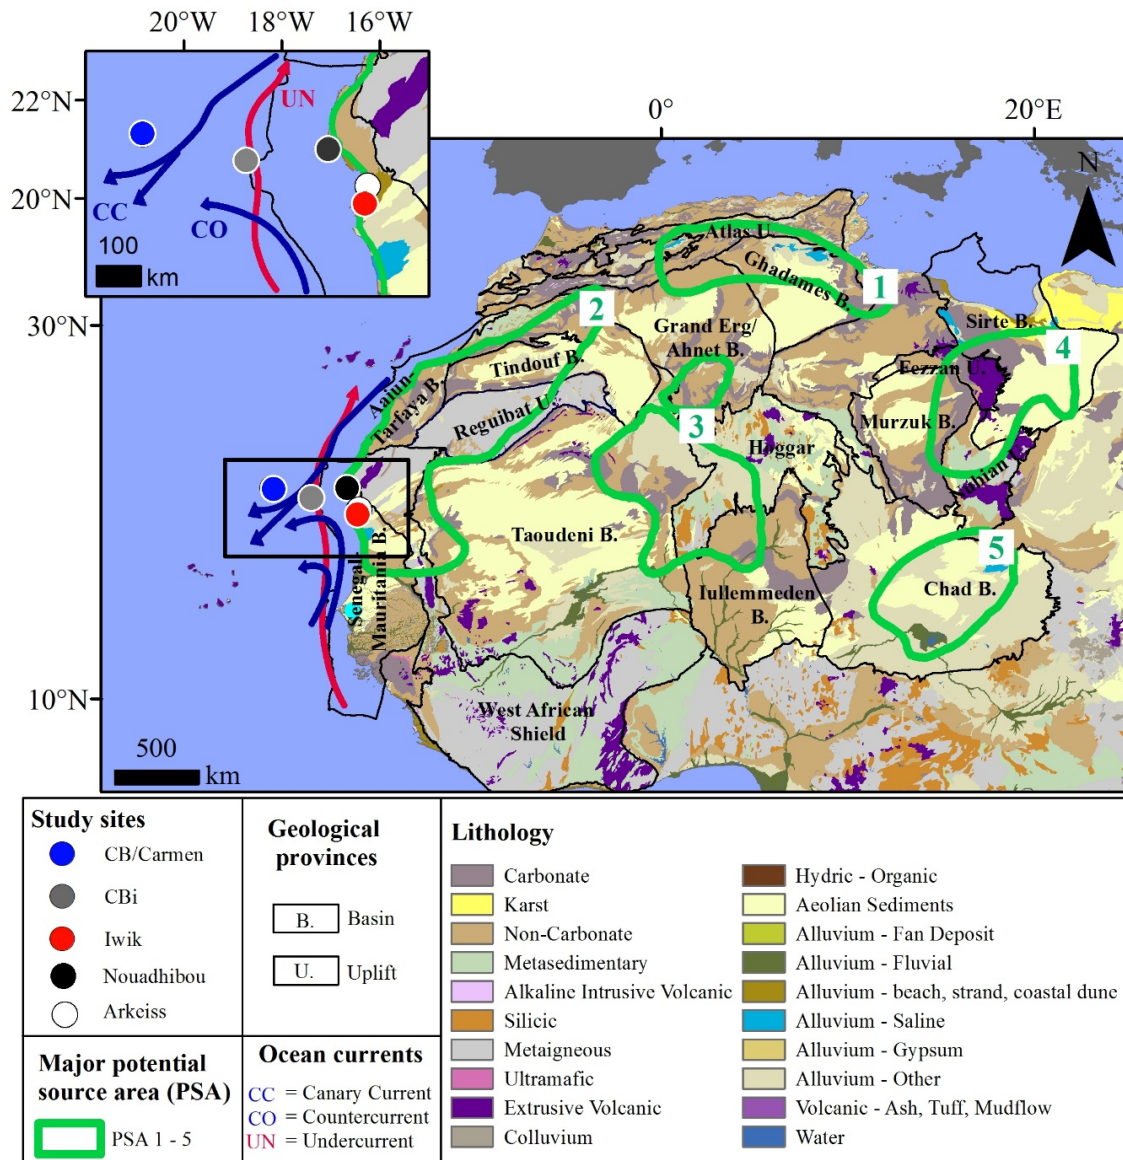 20°W 18°W 16°W
22°N
20°N
UN
CC
CO
100
km
0° 20°E
N
30°N
10°N
Atlas U.
Ghadames B.
1
2
Grand Erg/
Ahnet B.
Sirte B.
4
Fezzan U.
Tindouf B.
Aaiun-
Tarfaya B.
Reguibat U.
3
Murzuk B.
Hoggar
Nubian U.
Taoudeni B.
5
Chad B.
Senegal-
Mauritania B.
Iullemmeden
B.
West African
Shield
500
km
Study sites
CB/Carmen
CBi
Iwik
Nouadhibou
Arkeiss
Major potential
source area (PSA)
PSA 1 - 5
Geological
provinces
B. Basin
U. Uplift
Ocean currents
CC = Canary Current
CO = Countercurrent
UN = Undercurrent
Lithology
Carbonate
Karst
Non-Carbonate
Metasedimentary
Alkaline Intrusive Volcanic
Silicic
Metaigneous
Ultramafic
Extrusive Volcanic
Colluvium
Hydric - Organic
Aeolian Sediments
Alluvium - Fan Deposit
Alluvium - Fluvial
Alluvium - beach, strand, coastal dune
Alluvium - Saline
Alluvium - Gypsum
Alluvium - Other
Volcanic - Ash, Tuff, Mudflow
Water